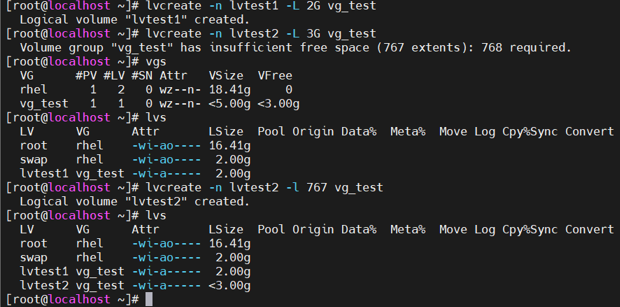 [root@localhost ~]# lvcreate -n lvtest1 -L 2G vg_test
  Logical volume "lvtest1" created.
[root@localhost ~]# lvcreate -n lvtest2 -L 3G vg_test
  Volume group "vg_test" has insufficient free space (767 extents): 768 required.
[root@localhost ~]# vgs
  VG      #PV #LV #SN Attr   VSize  VFree
  rhel      1   2   0 wz--n- 18.41g     0
  vg_test   1   1   0 wz--n- <5.00g <3.00g
[root@localhost ~]# lvs
  LV      VG      Attr       LSize  Pool Origin Data%  Meta%  Move Log Cpy%Sync Convert
  root    rhel    -wi-ao---- 16.41g
  swap    rhel    -wi-ao----  2.00g
  lvtest1 vg_test -wi-a-----  2.00g
[root@localhost ~]# lvcreate -n lvtest2 -l 767 vg_test
  Logical volume "lvtest2" created.
[root@localhost ~]# lvs
  LV      VG      Attr       LSize  Pool Origin Data%  Meta%  Move Log Cpy%Sync Convert
  root    rhel    -wi-ao---- 16.41g
  swap    rhel    -wi-ao----  2.00g
  lvtest1 vg_test -wi-a-----  2.00g
  lvtest2 vg_test -wi-a----- <3.00g
[root@localhost ~]#